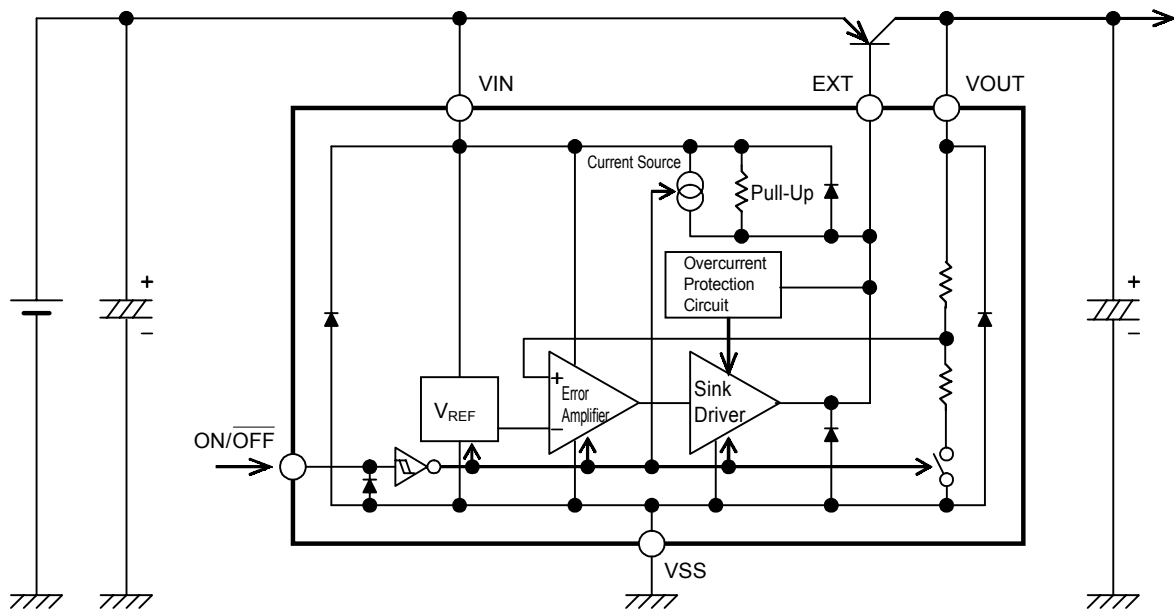 VIN
EXT
VOUT
Current Source
Pull-Up
Overcurrent
Protection
Circuit
+
−
+
−
+
−
Error
Amplifier
Sink
Driver
VREF
ON/OFF
VSS